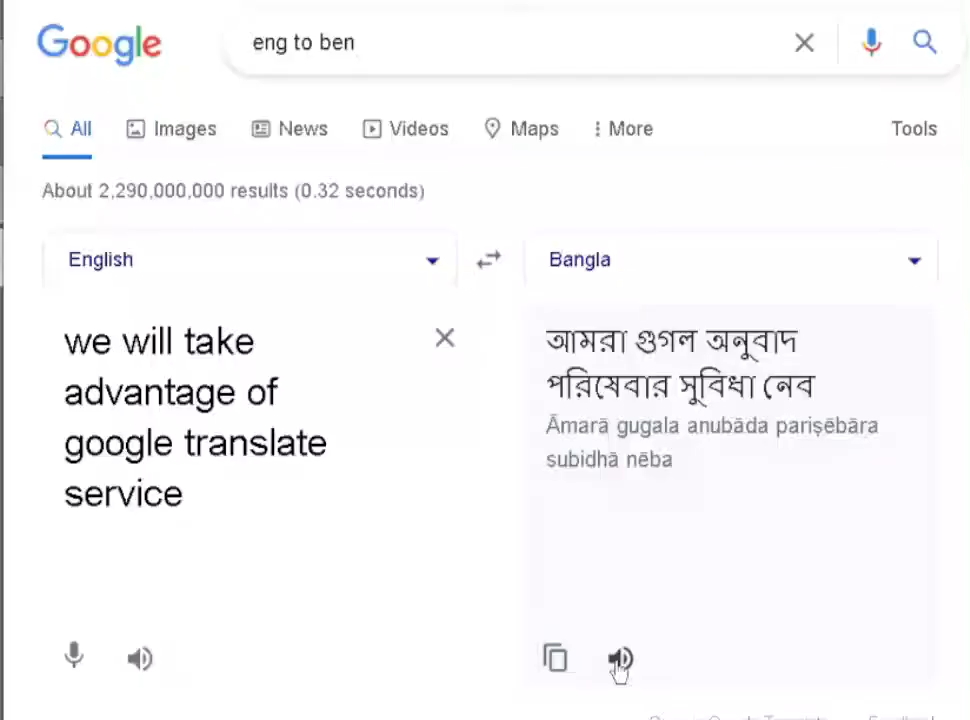 Google
eng to ben
All Images News Videos Maps More Tools
About 2,290,000,000 results (0.32 seconds)
English Bangla
we will take
advantage of
google translate
service
আমরা গুগল অনুবাদ
পরিষেবার সুবিধা নেব
Āmarā gugala anubāda pariṣēbāra
subidhā nēba